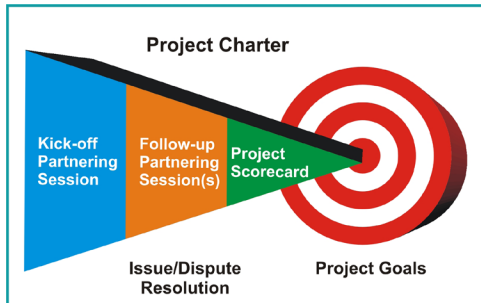 Project Charter
Kick-off
Partnering
Session
Follow-up
Partnering
Session(s)
Project
Scorecard
Issue/Dispute
Resolution
Project Goals